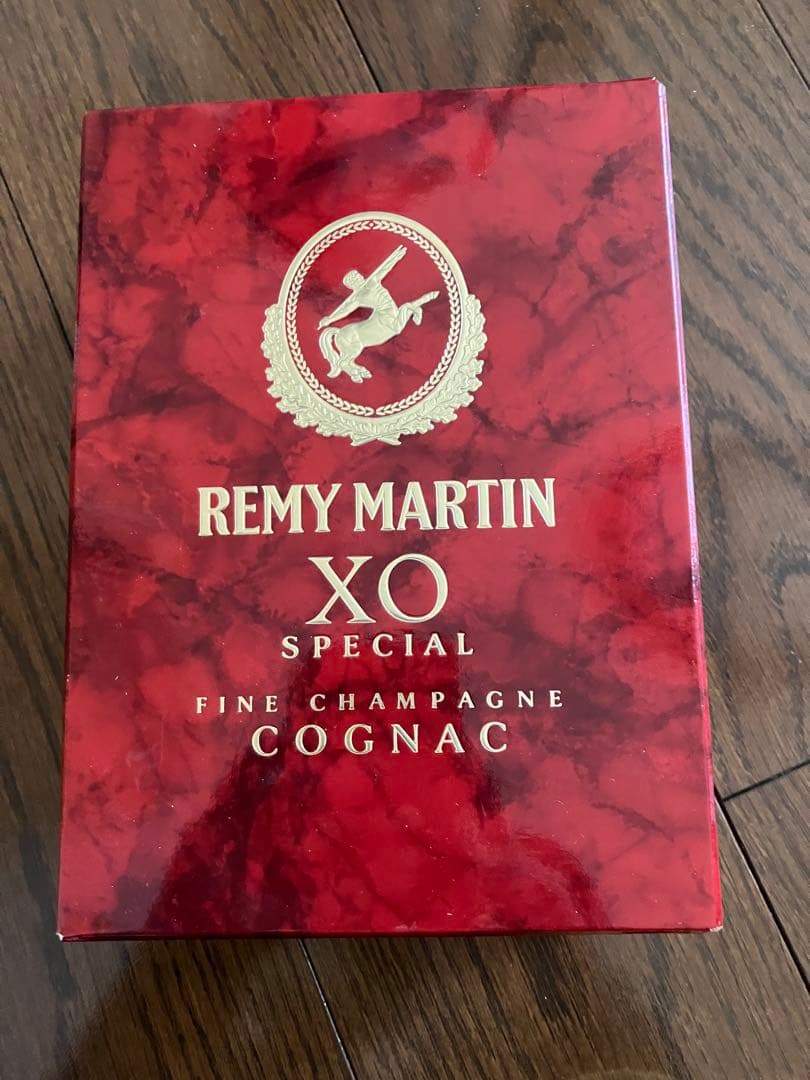 REMY MARTIN
XO
SPECIAL
FINE CHAMPAGNE
COGNAC